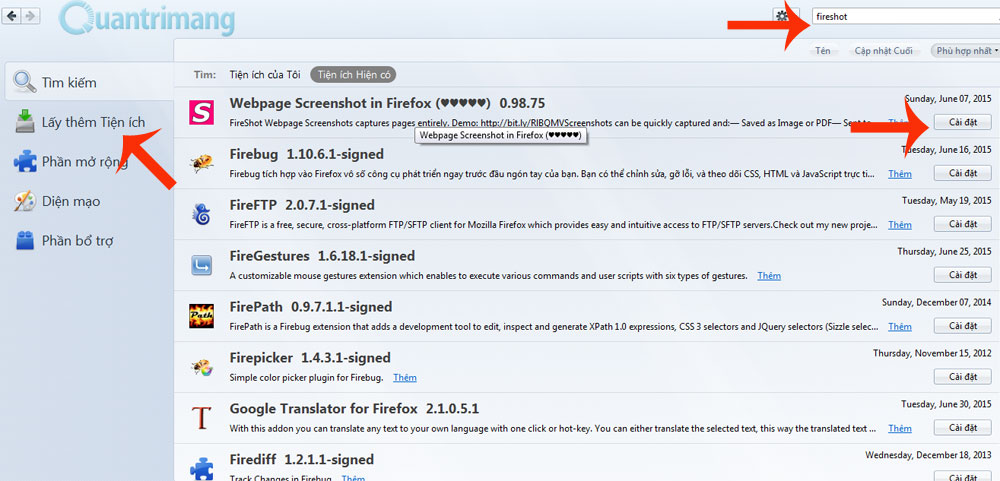 Quantrimang
fireshot
Tên Cập nhật Cuối Phù hợp nhất
Tìm kiếm
Lấy thêm Tiện ích
Phần mở rộng
Diện mạo
Phần bổ trợ
Tìm: Tiện ích của Tôi Tiện ích Hiện có
Webpage Screenshot in Firefox (♥♥♥♥♥) 0.98.75 Sunday, June 07, 2015
FireShot Webpage Screenshots captures pages entirely. Demo: http://bit.ly/RIBQMVScreenshots can be quickly captured and:— Saved as Image or PDF— Sent to... Thêm Cài đặt
Webpage Screenshot in Firefox (♥♥♥♥♥)
Firebug 1.10.6.1-signed Tuesday, June 16, 2015
Firebug tích hợp vào Firefox vô số công cụ phát triển ngay trước đầu ngón tay của bạn. Bạn có thể chỉnh sửa, gỡ lỗi, và theo dõi CSS, HTML và JavaScript trực ti... Thêm Cài đặt
FireFTP 2.0.7.1-signed Tuesday, May 19, 2015
FireFTP is a free, secure, cross-platform FTP/SFTP client for Mozilla Firefox which provides easy and intuitive access to FTP/SFTP servers.Check out my new proje... Thêm Cài đặt
FireGestures 1.6.18.1-signed Thursday, June 25, 2015
A customizable mouse gestures extension which enables to execute various commands and user scripts with six types of gestures. Thêm Cài đặt
FirePath 0.9.7.1.1-signed Sunday, December 07, 2014
Path
FirePath is a Firebug extension that adds a development tool to edit, inspect and generate XPath 1.0 expressions, CSS 3 selectors and JQuery selectors (Sizzle selec... Thêm Cài đặt
Firepicker 1.4.3.1-signed Thursday, November 15, 2012
Simple color picker plugin for Firebug. Thêm Cài đặt
Google Translator for Firefox 2.1.0.5.1 Tuesday, June 30, 2015
With this addon you can translate any text to your own language with one click or hot-key. You can either translate the selected text, this way the translated text ... Thêm Cài đặt
Firediff 1.2.1.1-signed Wednesday, December 18, 2013
Track Changes in Firebug Thêm Cài đặt